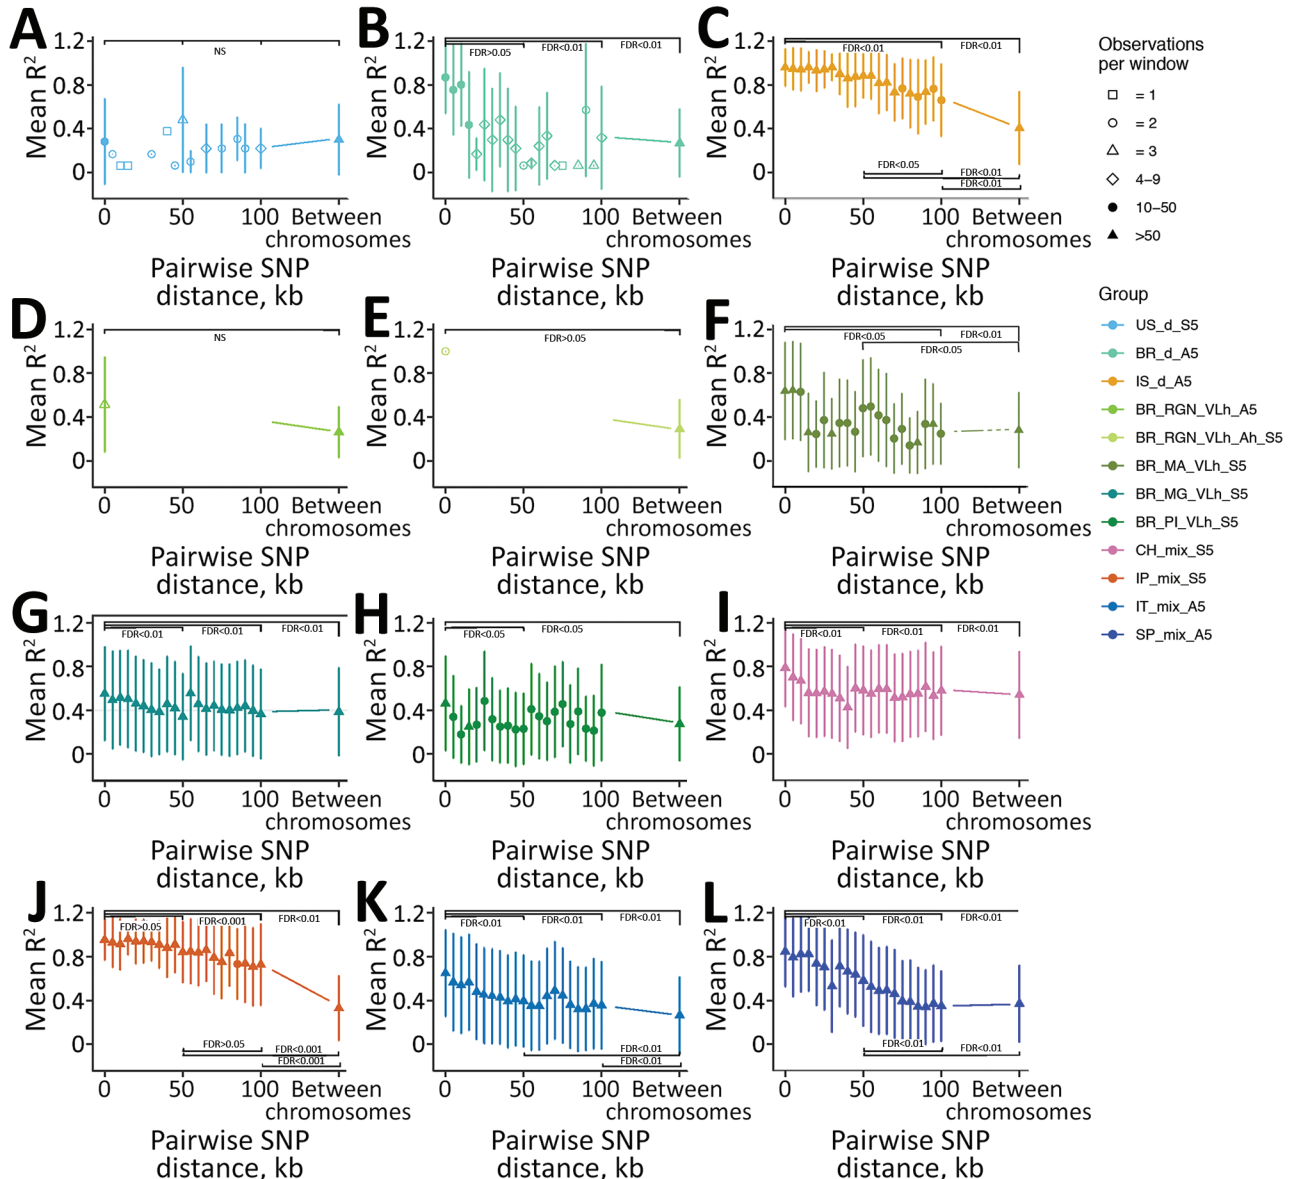 A
1.2
0.8
0.4
0
Mean R²
NS
0
50
100
Between
chromosomes
Pairwise SNP
distance, kb
B
1.2
0.8
0.4
0
Mean R²
FDR>0.05
FDR<0.01
FDR<0.01
0
50
100
Between
chromosomes
Pairwise SNP
distance, kb
C
1.2
0.8
0.4
0
Mean R²
FDR<0.01
FDR<0.01
FDR<0.05
FDR<0.01
FDR<0.01
0
50
100
Between
chromosomes
Pairwise SNP
distance, kb
Observations
per window
= 1
= 2
= 3
4–9
10–50
>50
Group
US_d_S5
BR_d_A5
IS_d_A5
BR_RGN_VLh_A5
BR_RGN_VLh_Ah_S5
BR_MA_VLh_S5
BR_MG_VLh_S5
BR_PI_VLh_S5
CH_mix_S5
IP_mix_S5
IT_mix_A5
SP_mix_A5
D
1.2
0.8
0.4
0
Mean R²
NS
0
50
100
Between
chromosomes
Pairwise SNP
distance, kb
E
1.2
0.8
0.4
0
Mean R²
FDR>0.05
0
50
100
Between
chromosomes
Pairwise SNP
distance, kb
F
1.2
0.8
0.4
0
Mean R²
FDR<0.05
FDR<0.01
FDR<0.05
0
50
100
Between
chromosomes
Pairwise SNP
distance, kb
G
1.2
0.8
0.4
0
Mean R²
FDR<0.01
FDR<0.01
FDR<0.01
0
50
100
Between
chromosomes
Pairwise SNP
distance, kb
H
1.2
0.8
0.4
0
Mean R²
FDR<0.05
FDR<0.05
0
50
100
Between
chromosomes
Pairwise SNP
distance, kb
I
1.2
0.8
0.4
0
Mean R²
FDR<0.01
FDR<0.01
FDR<0.01
0
50
100
Between
chromosomes
Pairwise SNP
distance, kb
J
1.2
0.8
0.4
0
Mean R²
FDR>0.05
FDR<0.001
FDR<0.01
FDR>0.05
FDR<0.001
FDR<0.001
0
50
100
Between
chromosomes
Pairwise SNP
distance, kb
K
1.2
0.8
0.4
0
Mean R²
FDR<0.01
FDR<0.01
FDR<0.01
FDR<0.01
FDR<0.01
0
50
100
Between
chromosomes
Pairwise SNP
distance, kb
L
1.2
0.8
0.4
0
Mean R²
FDR<0.01
FDR<0.01
FDR<0.01
FDR<0.01
FDR<0.01
0
50
100
Between
chromosomes
Pairwise SNP
distance, kb